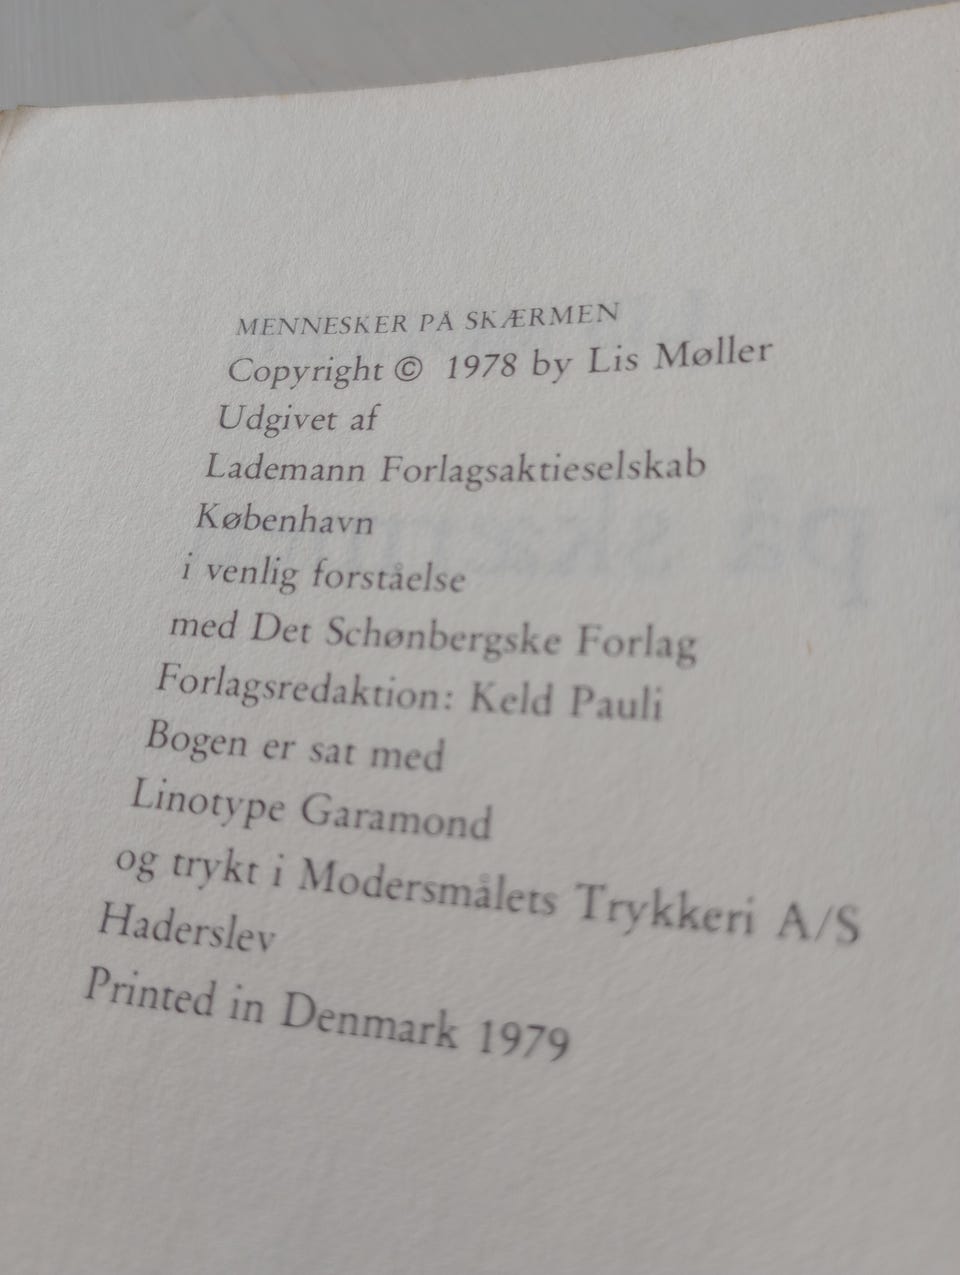 MENNESKER PÅ SKÆRMEN
Copyright © 1978 by Lis Møller
Udgivet af
Lademann Forlagsaktieselskab
København
i venlig forståelse
med Det Schønbergske Forlag
Forlagsredaktion: Keld Pauli
Bogen er sat med
Linotype Garamond
og trykt i Modersmålets Trykkeri A/S
Haderslev
Printed in Denmark 1979